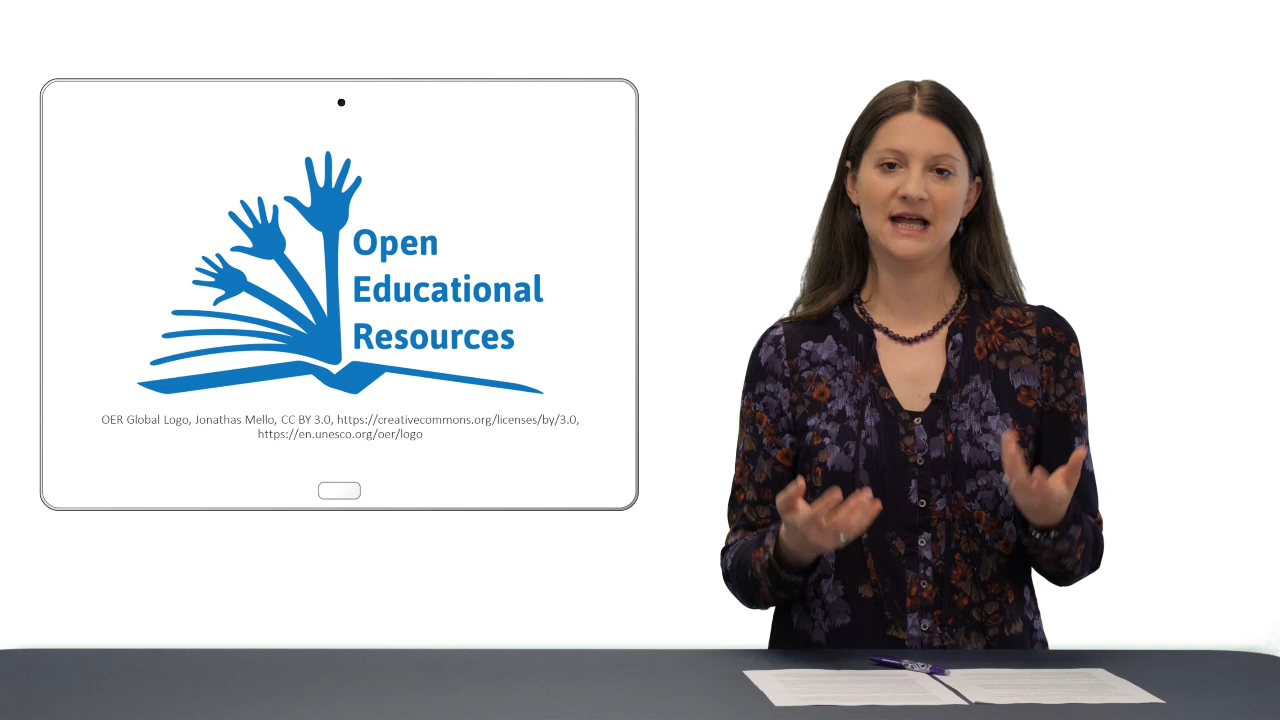 Open
Educational
Resources
OER Global Logo, Jonathas Mello, CC BY 3.0, https://creativecommons.org/licenses/by/3.0,
https://en.unesco.org/oer/logo